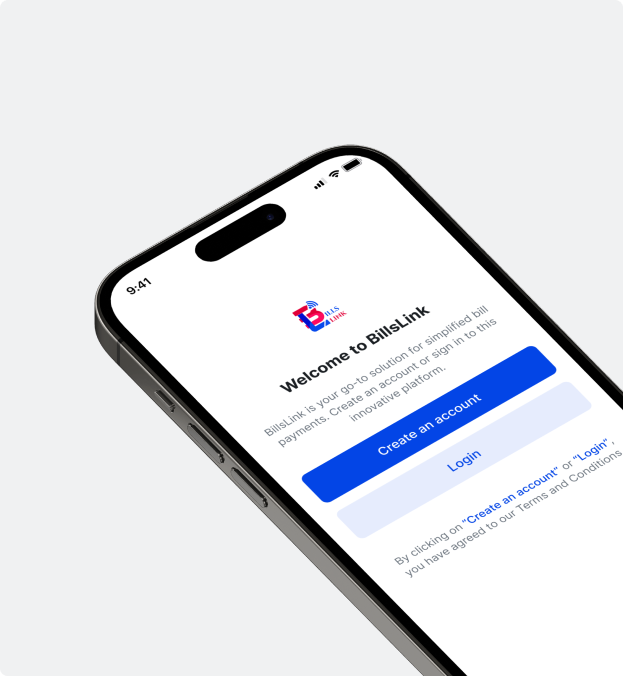 9:41
BILLS
LINK
Welcome to BillsLink
BillsLink is your go-to solution for simplified bill
payments. Create an account or sign in to this
innovative platform.
Create an account
Login
By clicking on “Create an account” or “Login”,
you have agreed to our Terms and Conditions